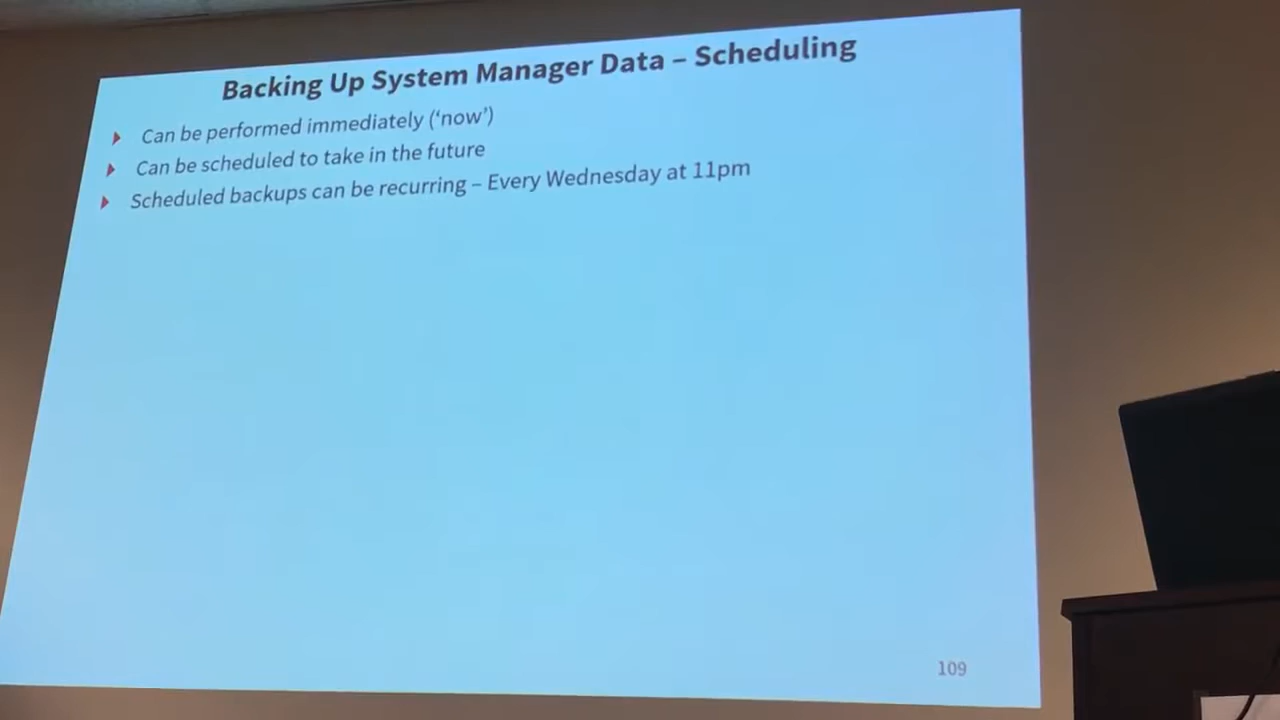 Backing Up System Manager Data – Scheduling
Can be performed immediately (‘now’)
Can be scheduled to take in the future
Scheduled backups can be recurring – Every Wednesday at 11pm
109